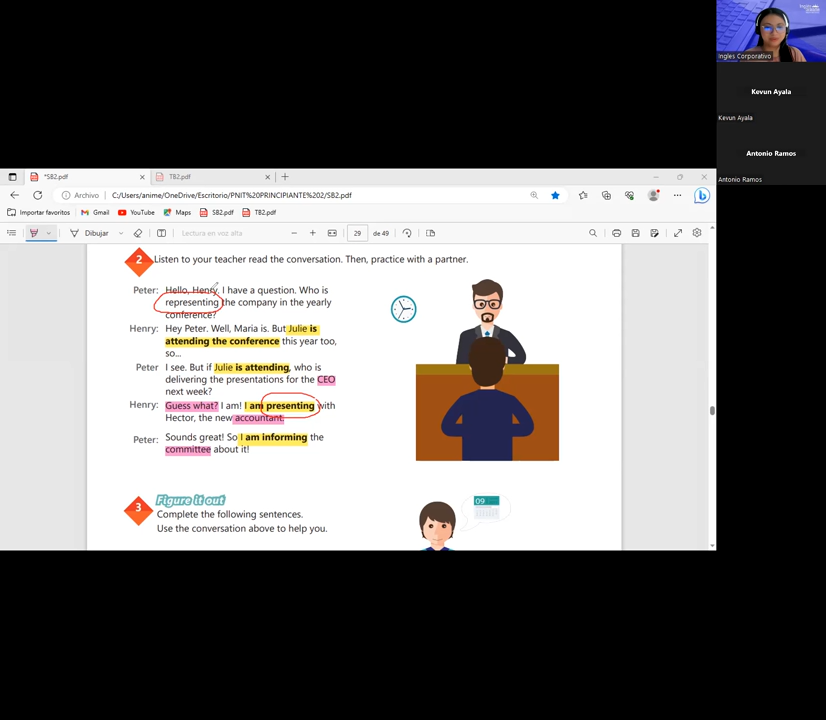 Ingles Corporativo
Kevun Ayala
Kevun Ayala
Antonio Ramos
Antonio Ramos
*SB2.pdf
TB2.pdf
Archivo
C:/Users/anime/OneDrive/Escritorio/PNIT%20PRINCIPIANTE%202/SB2.pdf
Importar favoritos
Gmail
YouTube
Maps
SB2.pdf
TB2.pdf
Dibujar
Lectura en voz alta
29
de 49
2 Listen to your teacher read the conversation. Then, practice with a partner.
Peter: Hello, Henry. I have a question. Who is
representing the company in the yearly
conference?
Henry: Hey Peter. Well, Maria is. But Julie is
attending the conference this year too,
so...
Peter I see. But if Julie is attending, who is
delivering the presentations for the CEO
next week?
Henry: Guess what? I am! I am presenting with
Hector, the new accountant.
Peter: Sounds great! So I am informing the
committee about it!
3 Figure it out
Complete the following sentences.
Use the conversation above to help you.
09